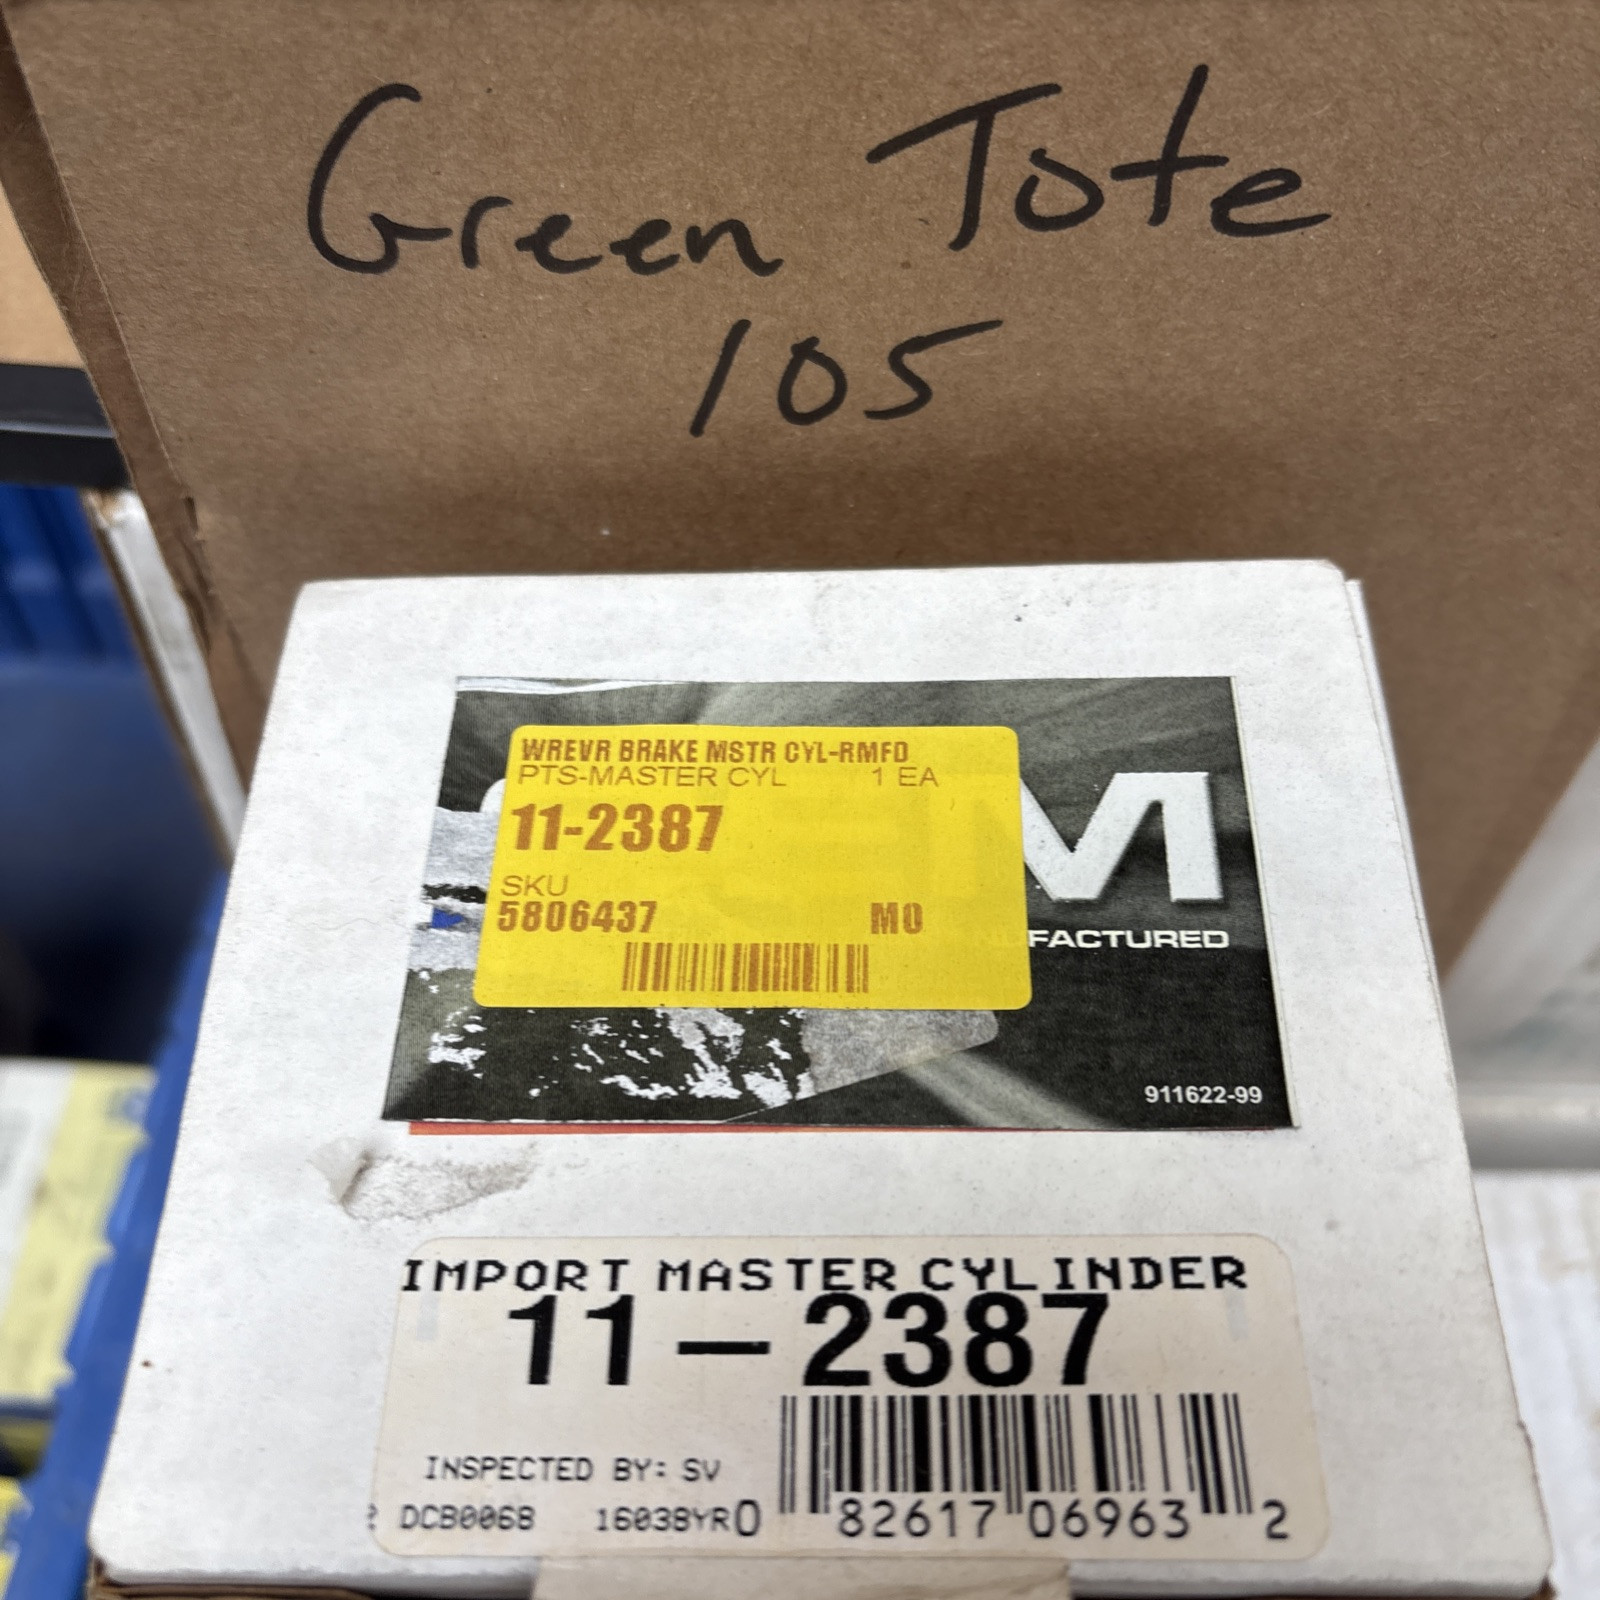 Green Tote
105
WREVR BRAKE MSTR CYL-RMFD
PTS-MASTER CYL 1 EA
11-2387
SKU
5806437 MO
M
FACTURED
911622-99
IMPORT MASTER CYLINDER
11-2387
INSPECTED BY: SV
DCB006B 16038YR
0 82617 06963 2